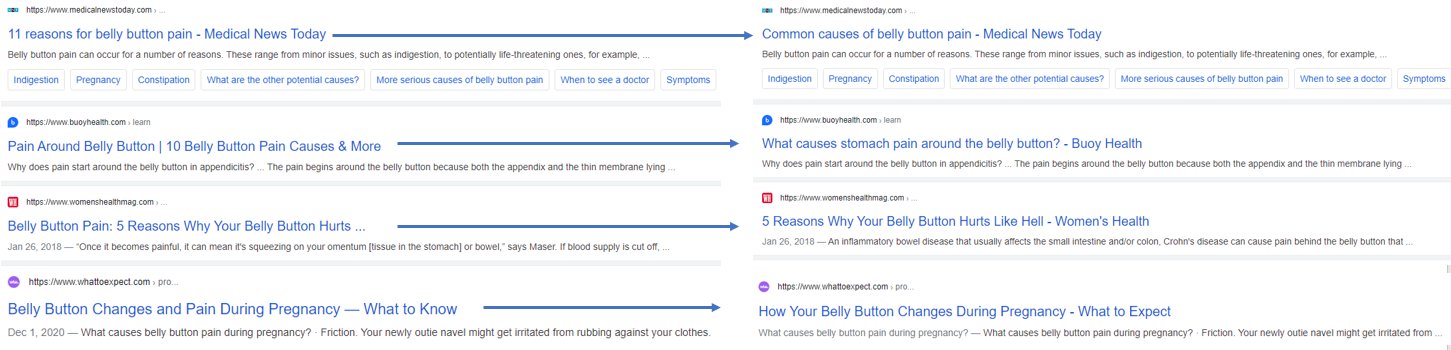 https://www.medicalnewstoday.com › ...
11 reasons for belly button pain - Medical News Today
Belly button pain can occur for a number of reasons. These range from minor issues, such as indigestion, to potentially life-threatening ones, for example, ...
Indigestion
Pregnancy
Constipation
What are the other potential causes?
More serious causes of belly button pain
When to see a doctor
Symptoms
https://www.buoyhealth.com › learn
Pain Around Belly Button | 10 Belly Button Pain Causes & More
Why does pain start around the belly button in appendicitis? ... The pain begins around the belly button because both the appendix and the thin membrane lying ...
https://www.womenshealthmag.com › ...
Belly Button Pain: 5 Reasons Why Your Belly Button Hurts ...
Jan 26, 2018 — "Once it becomes painful, it can mean it's squeezing on your omentum [tissue in the stomach] or bowel," says Maser. If blood supply is cut off, ...
https://www.whattoexpect.com › pro...
Belly Button Changes and Pain During Pregnancy — What to Know
Dec 1, 2020 — What causes belly button pain during pregnancy? · Friction. Your newly outie navel might get irritated from rubbing against your clothes.
https://www.medicalnewstoday.com › ...
Common causes of belly button pain - Medical News Today
Belly button pain can occur for a number of reasons. These range from minor issues, such as indigestion, to potentially life-threatening ones, for example, ...
Indigestion
Pregnancy
Constipation
What are the other potential causes?
More serious causes of belly button pain
When to see a doctor
Symptoms
https://www.buoyhealth.com › learn
What causes stomach pain around the belly button? - Buoy Health
Why does pain start around the belly button in appendicitis? ... The pain begins around the belly button because both the appendix and the thin membrane lying ...
https://www.womenshealthmag.com › ...
5 Reasons Why Your Belly Button Hurts Like Hell - Women's Health
Jan 26, 2018 — An inflammatory bowel disease that usually affects the small intestine and/or colon, Crohn's disease can cause pain behind the belly button that ...
https://www.whattoexpect.com › pro...
How Your Belly Button Changes During Pregnancy - What to Expect
What causes belly button pain during pregnancy? — What causes belly button pain during pregnancy? · Friction. Your newly outie navel might get irritated from ...